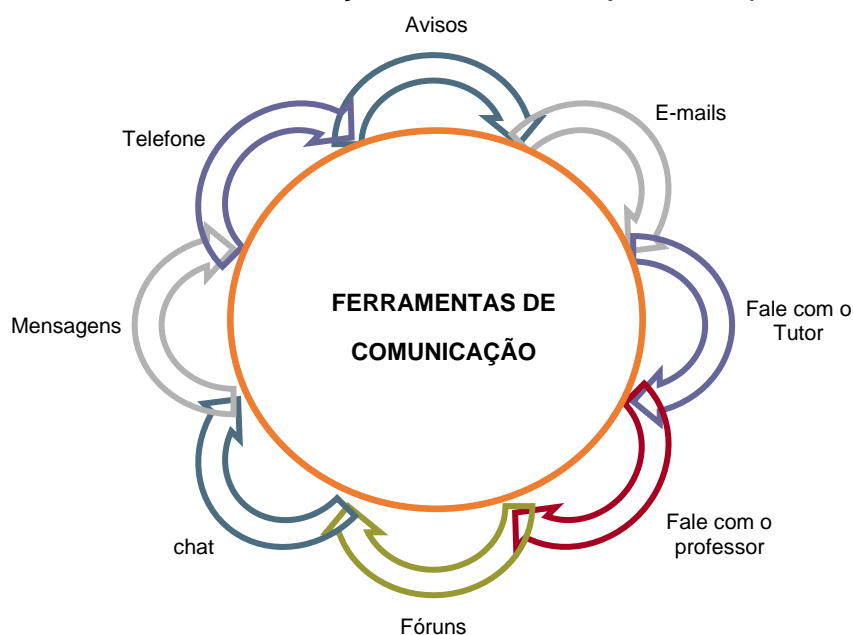 Avisos
E-mails
Telefone
FERRAMENTAS DE
COMUNICAÇÃO
Mensagens
Fale com o
Tutor
Fale com o
professor
chat
Fóruns